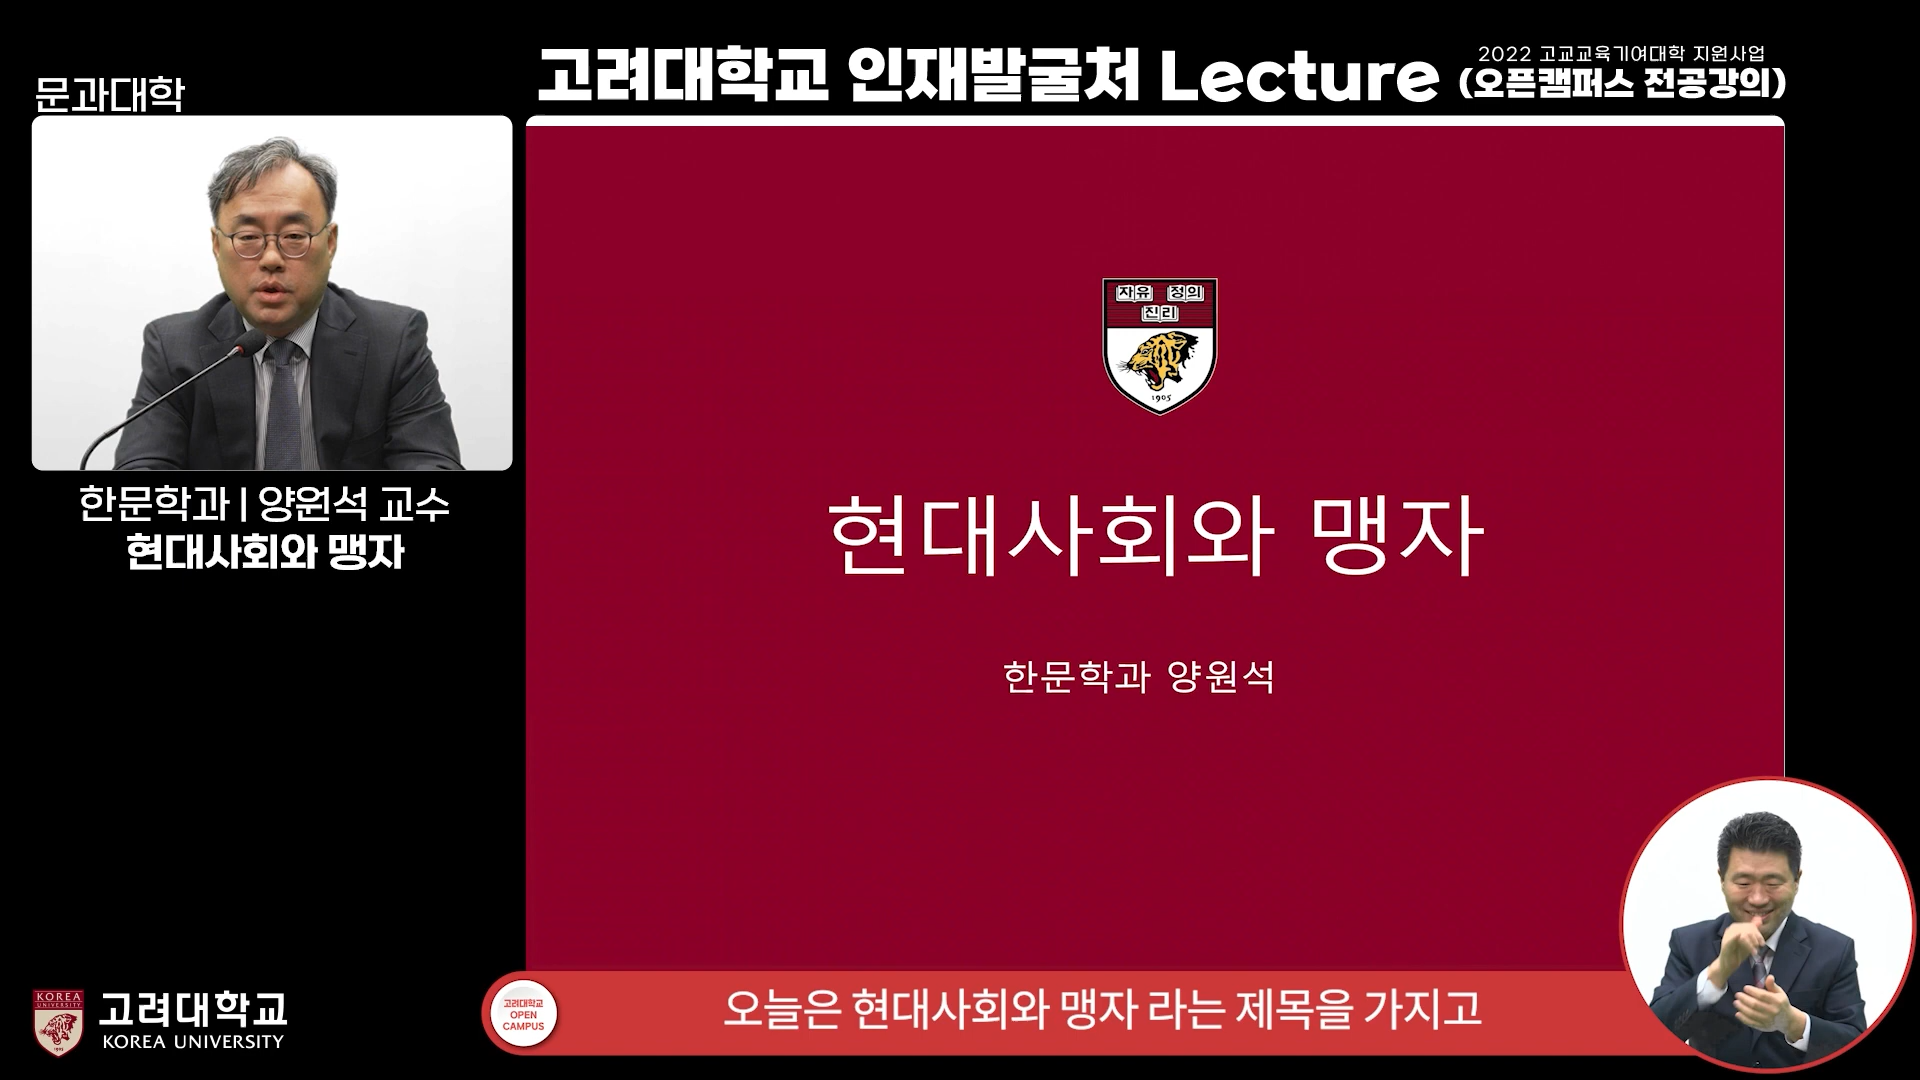 문과대학
고려대학교 인재발굴처 Lecture
2022 고교교육기여대학 지원사업
(오픈캠퍼스 전공강의)
한문학과 | 양원석 교수
현대사회와 맹자
자유 정의
진리
1905
현대사회와 맹자
한문학과 양원석
KOREA
UNIVERSITY
1905
고려대학교
KOREA UNIVERSITY
고려대학교
OPEN
CAMPUS
오늘은 현대사회와 맹자 라는 제목을 가지고